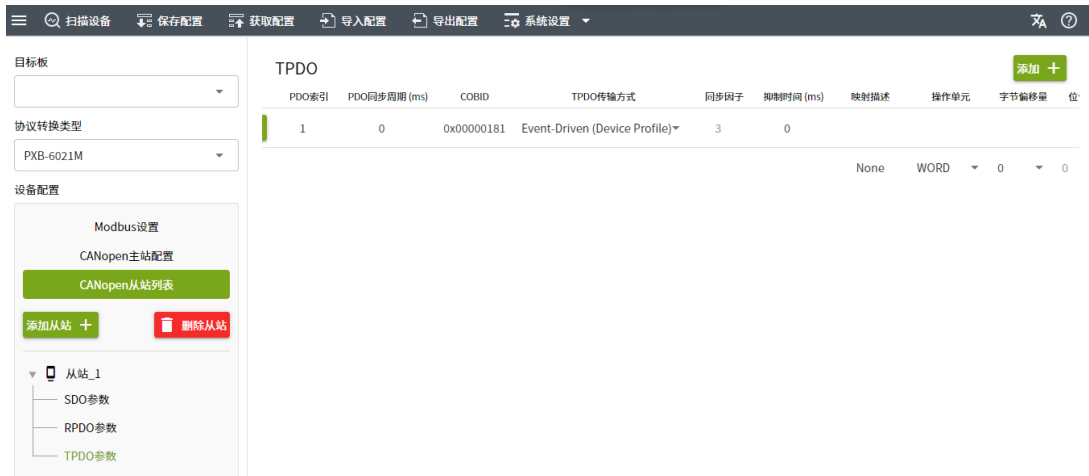 扫描设备 保存配置 获取配置 导入配置 导出配置 系统设置
目标板
协议转换类型
PXB-6021M
设备配置
Modbus设置
CANopen主站配置
CANopen从站列表
添加从站 删除从站
从站_1
SDO参数
RPDO参数
TPDO参数
TPDO 添加
PDO索引 PDO同步周期 (ms) COBID TPDO传输方式 同步因子 抑制时间 (ms) 映射描述 操作单元 字节偏移量 位
1 0 0x00000181 Event-Driven (Device Profile) 3 0
None WORD 0 0